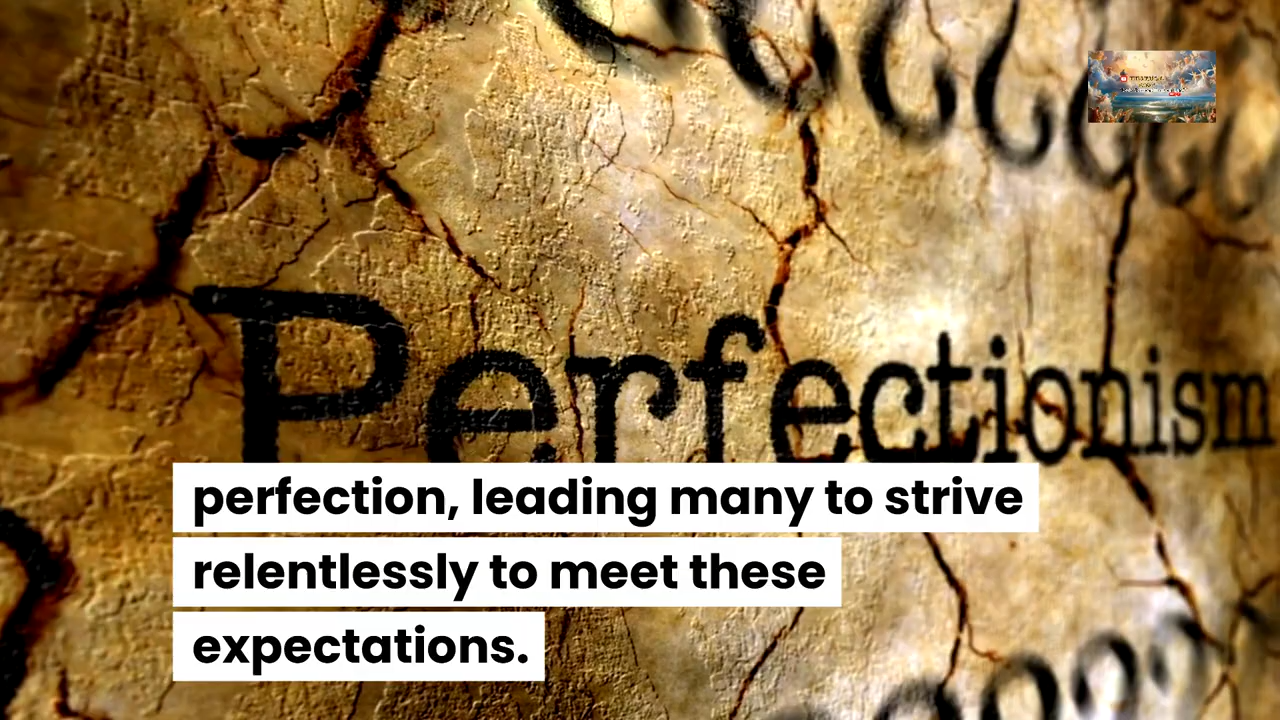 Perfectionism
perfection, leading many to strive
relentlessly to meet these
expectations.